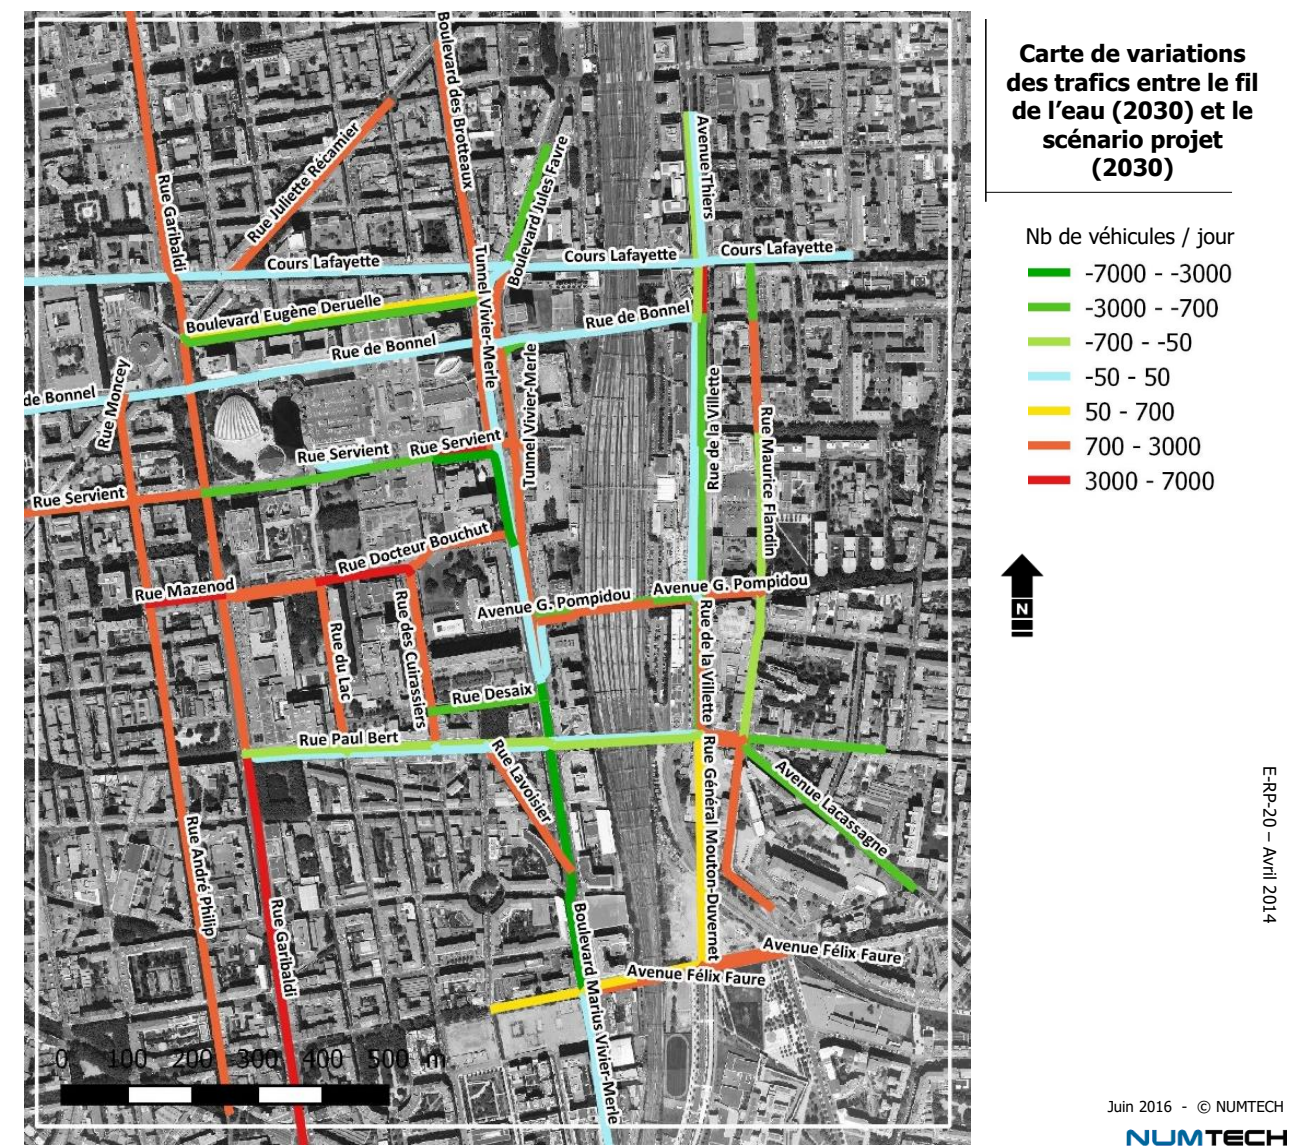 Carte de variations
des trafics entre le fil
de l'eau (2030) et le
scénario projet
(2030)
Nb de véhicules / jour
-7000 - -3000
-3000 - -700
-700 - -50
-50 - 50
50 - 700
700 - 3000
3000 - 7000
N
E-RP-20 – Avril 2014
Juin 2016 - © NUMTECH
NUMTECH
Boulevard des Brotteaux
Rue Juliette Récamier
Boulevard Jules Favre
Avenue Thiers
Rue Garibaldi
Cours Lafayette
Cours Lafayette
Cours Lafayette
Tunnel Vivier-Merle
Boulevard Eugène Deruelle
Rue de Bonnel
Rue de Bonnel
de Bonnel
Rue Moncey
Tunnel Vivier-Merle
Rue de la Villette
Rue Maurice Flandin
Rue Servient
Rue Servient
Rue Servient
Rue Docteur Bouchut
Rue Mazenod
Avenue G. Pompidou
Avenue G. Pompidou
Rue du Lac
Rue des Cuirassiers
Rue de la Villette
Rue Desaix
Rue Paul Bert
Rue Lavoisier
Rue Général Mouton-Duvernet
Avenue Lacassagne
Rue André Philip
Rue Garibaldi
Boulevard Marius Vivier-Merle
Avenue Félix Faure
Avenue Félix Faure
0 100 200 300 400 500 m